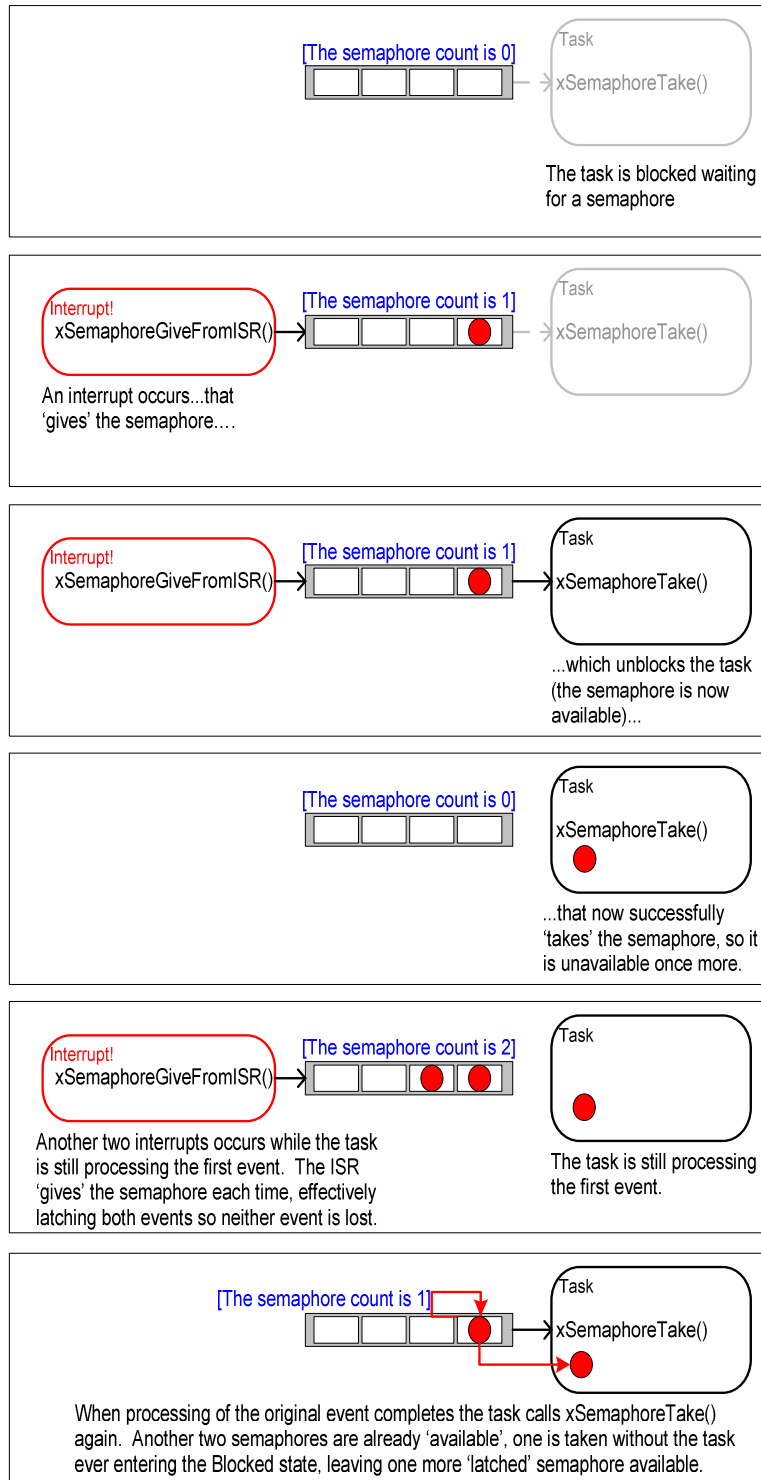 [The semaphore count is 0]
Task
xSemaphoreTake()
The task is blocked waiting
for a semaphore
Interrupt!
xSemaphoreGiveFromISR()
An interrupt occurs...that
‘gives’ the semaphore....
[The semaphore count is 1]
Task
xSemaphoreTake()
Interrupt!
xSemaphoreGiveFromISR()
[The semaphore count is 1]
Task
xSemaphoreTake()
...which unblocks the task
(the semaphore is now
available)...
[The semaphore count is 0]
Task
xSemaphoreTake()
...that now successfully
‘takes’ the semaphore, so it
is unavailable once more.
Interrupt!
xSemaphoreGiveFromISR()
Another two interrupts occurs while the task
is still processing the first event.  The ISR
‘gives’ the semaphore each time, effectively
latching both events so neither event is lost.
[The semaphore count is 2]
Task
The task is still processing
the first event.
[The semaphore count is 1]
Task
xSemaphoreTake()
When processing of the original event completes the task calls xSemaphoreTake()
again.  Another two semaphores are already ‘available’, one is taken without the task
ever entering the Blocked state, leaving one more ‘latched’ semaphore available.